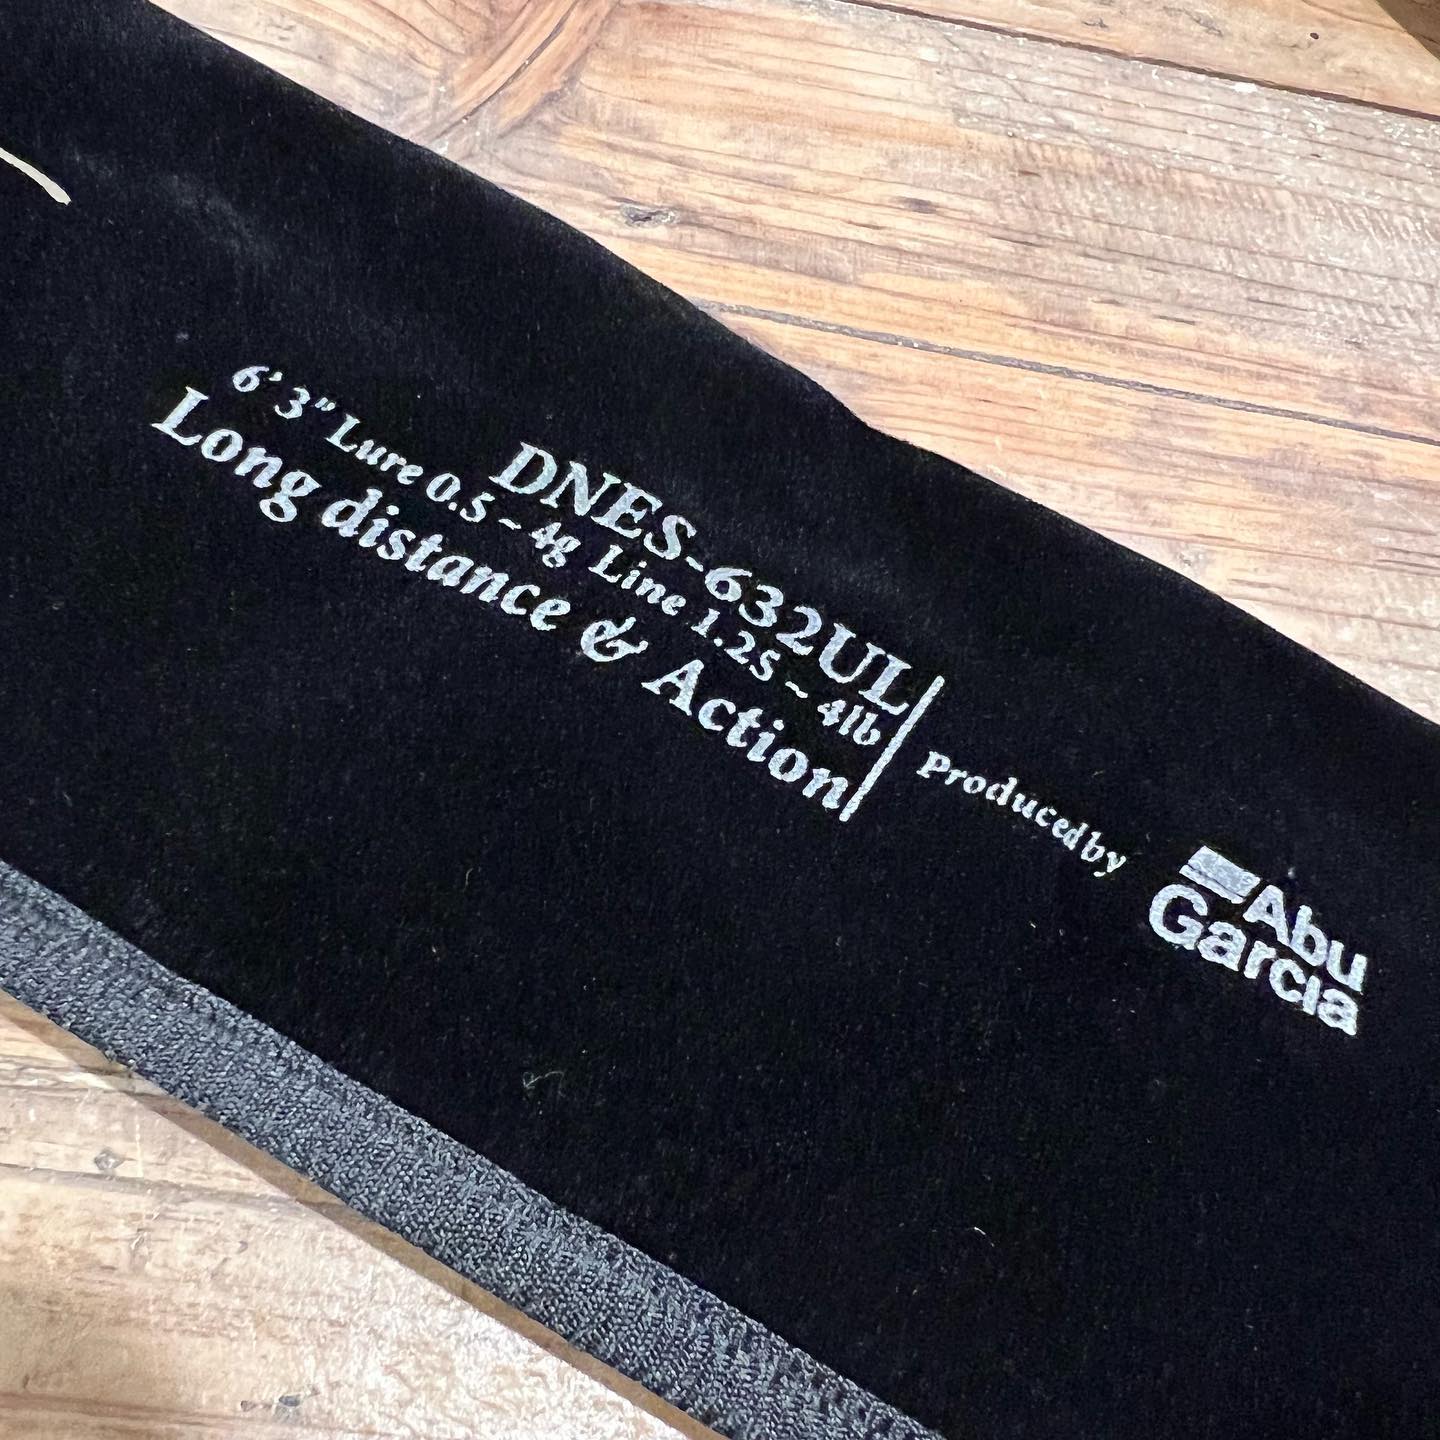 DNES-632UL
6'3" Lure 0.5~4g Line 1.25~4lb
Long distance & Action
Produced by
Abu
Garcia